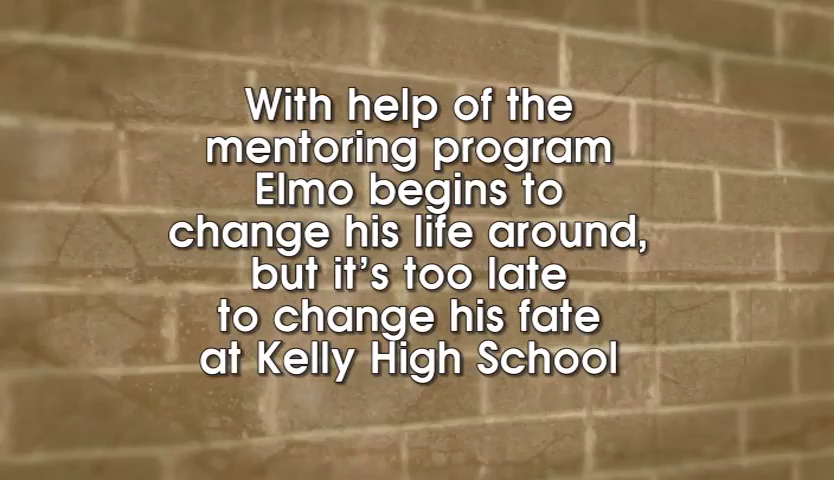 With help of the
mentoring program
Elmo begins to
change his life around,
but it's too late
to change his fate
at Kelly High School